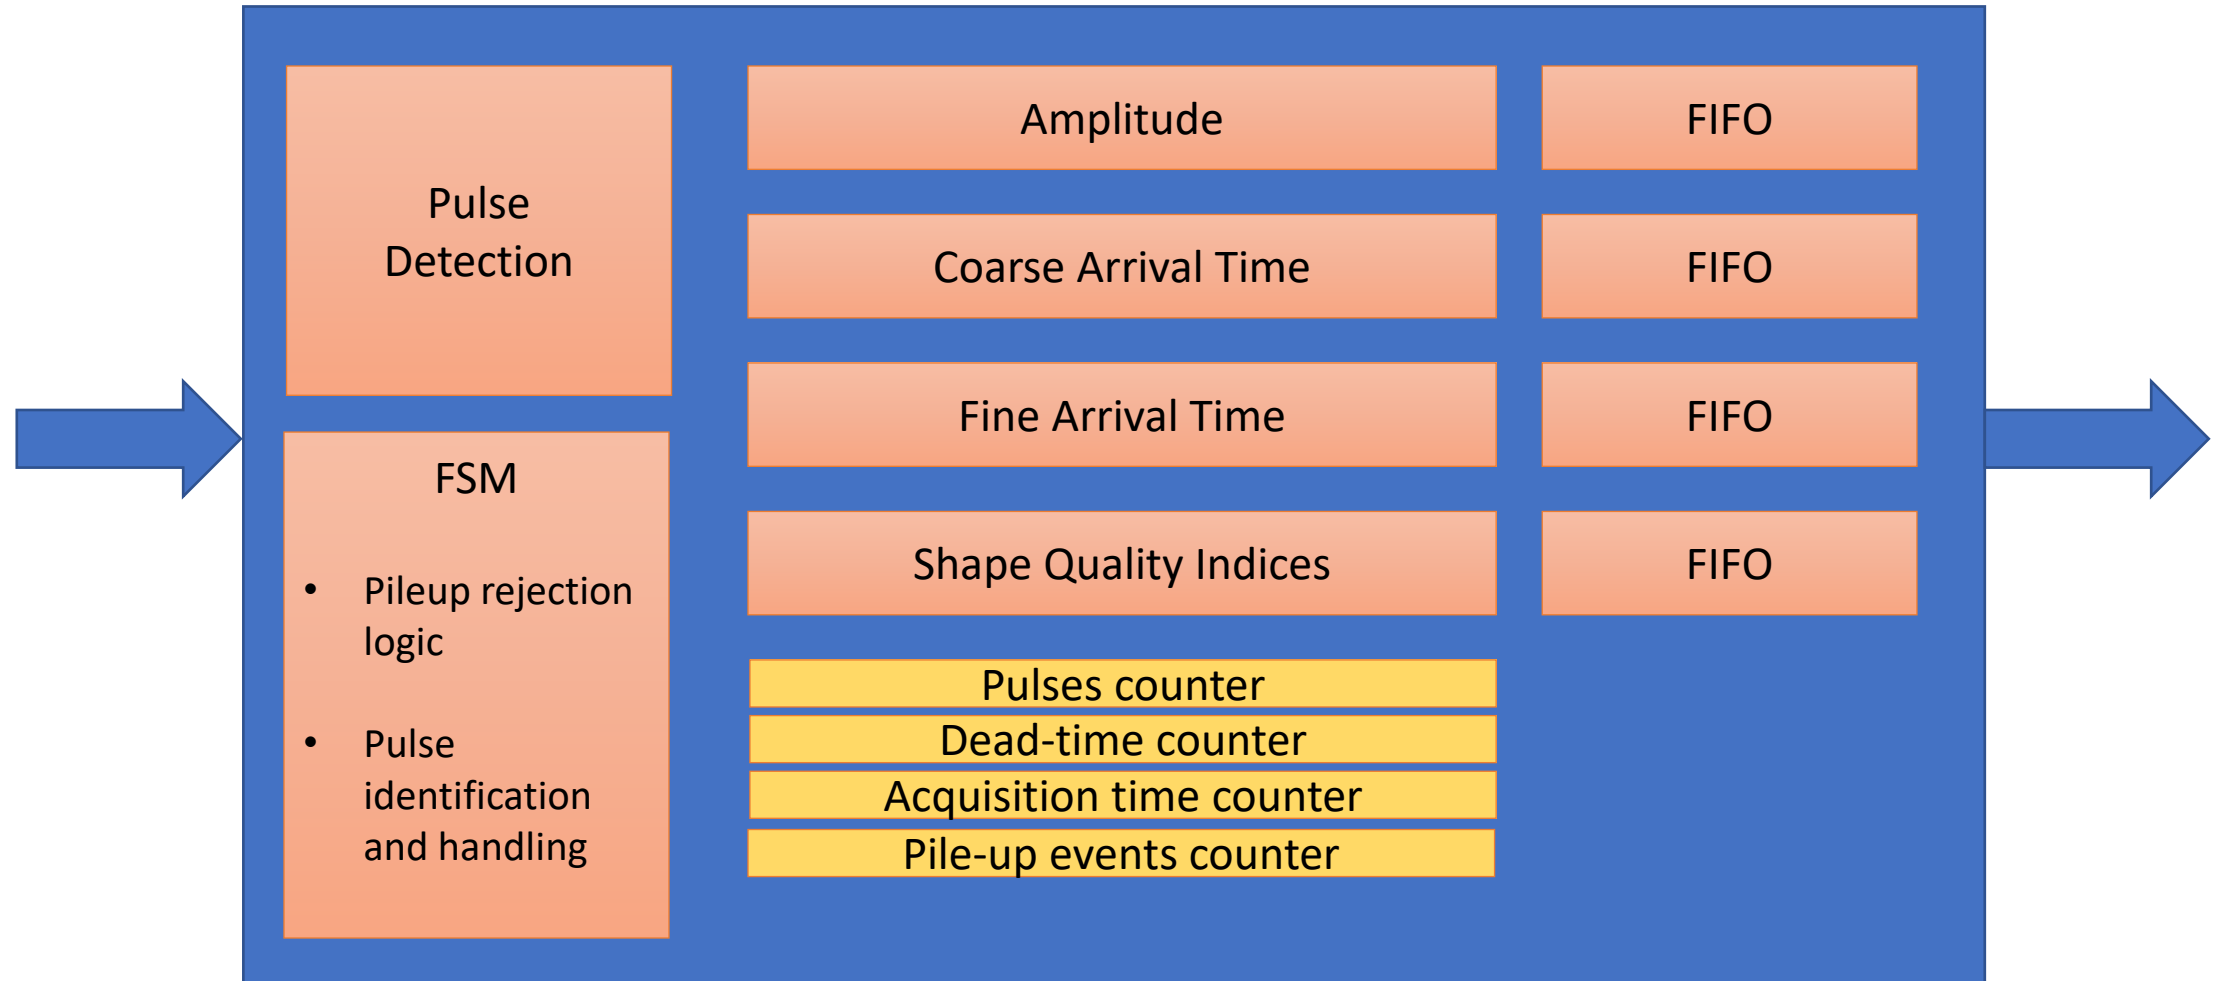 Pulse
Detection
FSM
• Pileup rejection
logic
• Pulse
identification
and handling
Amplitude
FIFO
Coarse Arrival Time
FIFO
Fine Arrival Time
FIFO
Shape Quality Indices
FIFO
Pulses counter
Dead-time counter
Acquisition time counter
Pile-up events counter